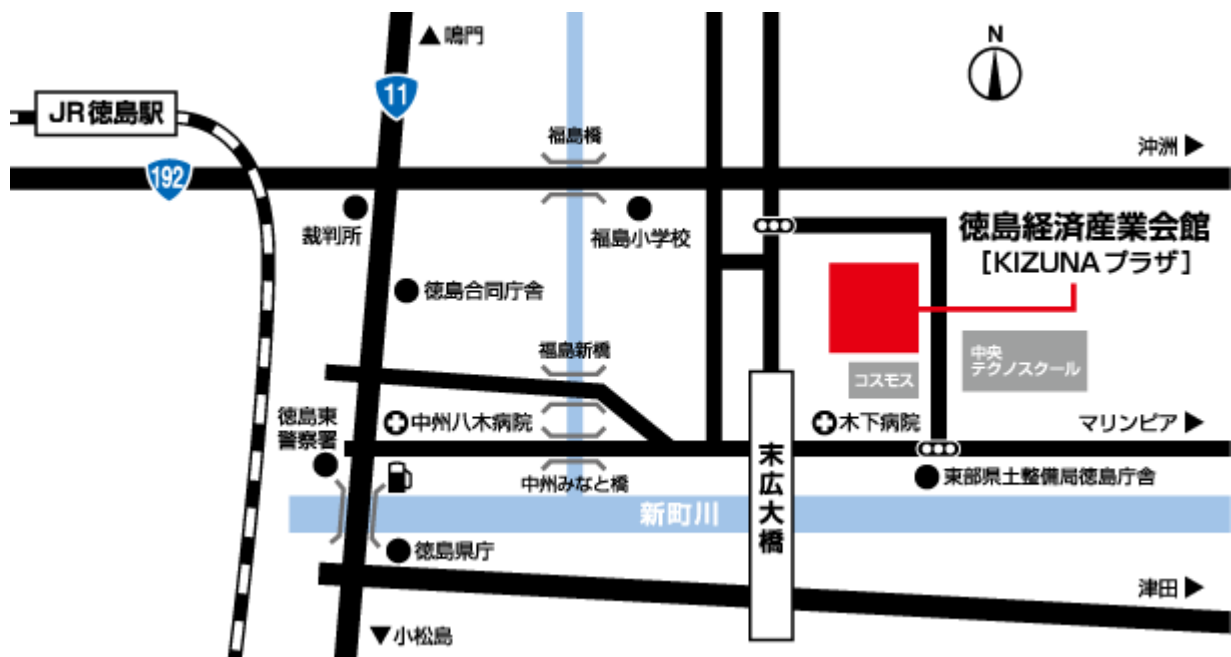 ▲鳴門
N
11
JR徳島駅
福島橋
沖洲▶
192
裁判所
福島小学校
徳島経済産業会館
[KIZUNAプラザ]
徳島合同庁舎
福島新橋
中央
テクノスクール
コスモス
徳島東
警察署
中州八木病院
木下病院
マリンピア▶
末広大橋
中州みなと橋
東部県土整備局徳島庁舎
新町川
徳島県庁
津田▶
▼小松島